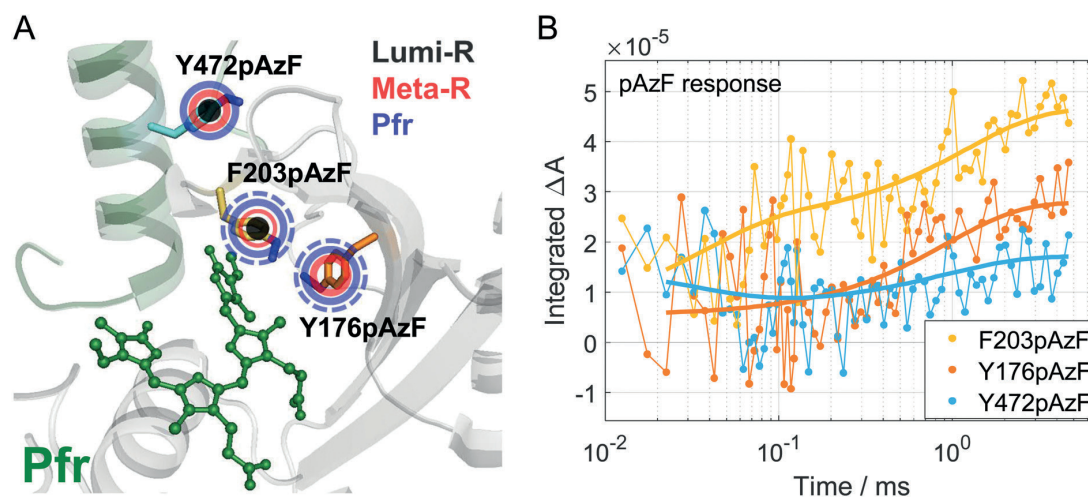 A
Y472pAzF
Lumi-R
Meta-R
Pfr
F203pAzF
Y176pAzF
Pfr
B
×10⁻⁵
pAzF response
5
4
3
2
1
0
-1
Integrated ΔA
F203pAzF
Y176pAzF
Y472pAzF
10⁻² 10⁻¹ 10⁰
Time / ms